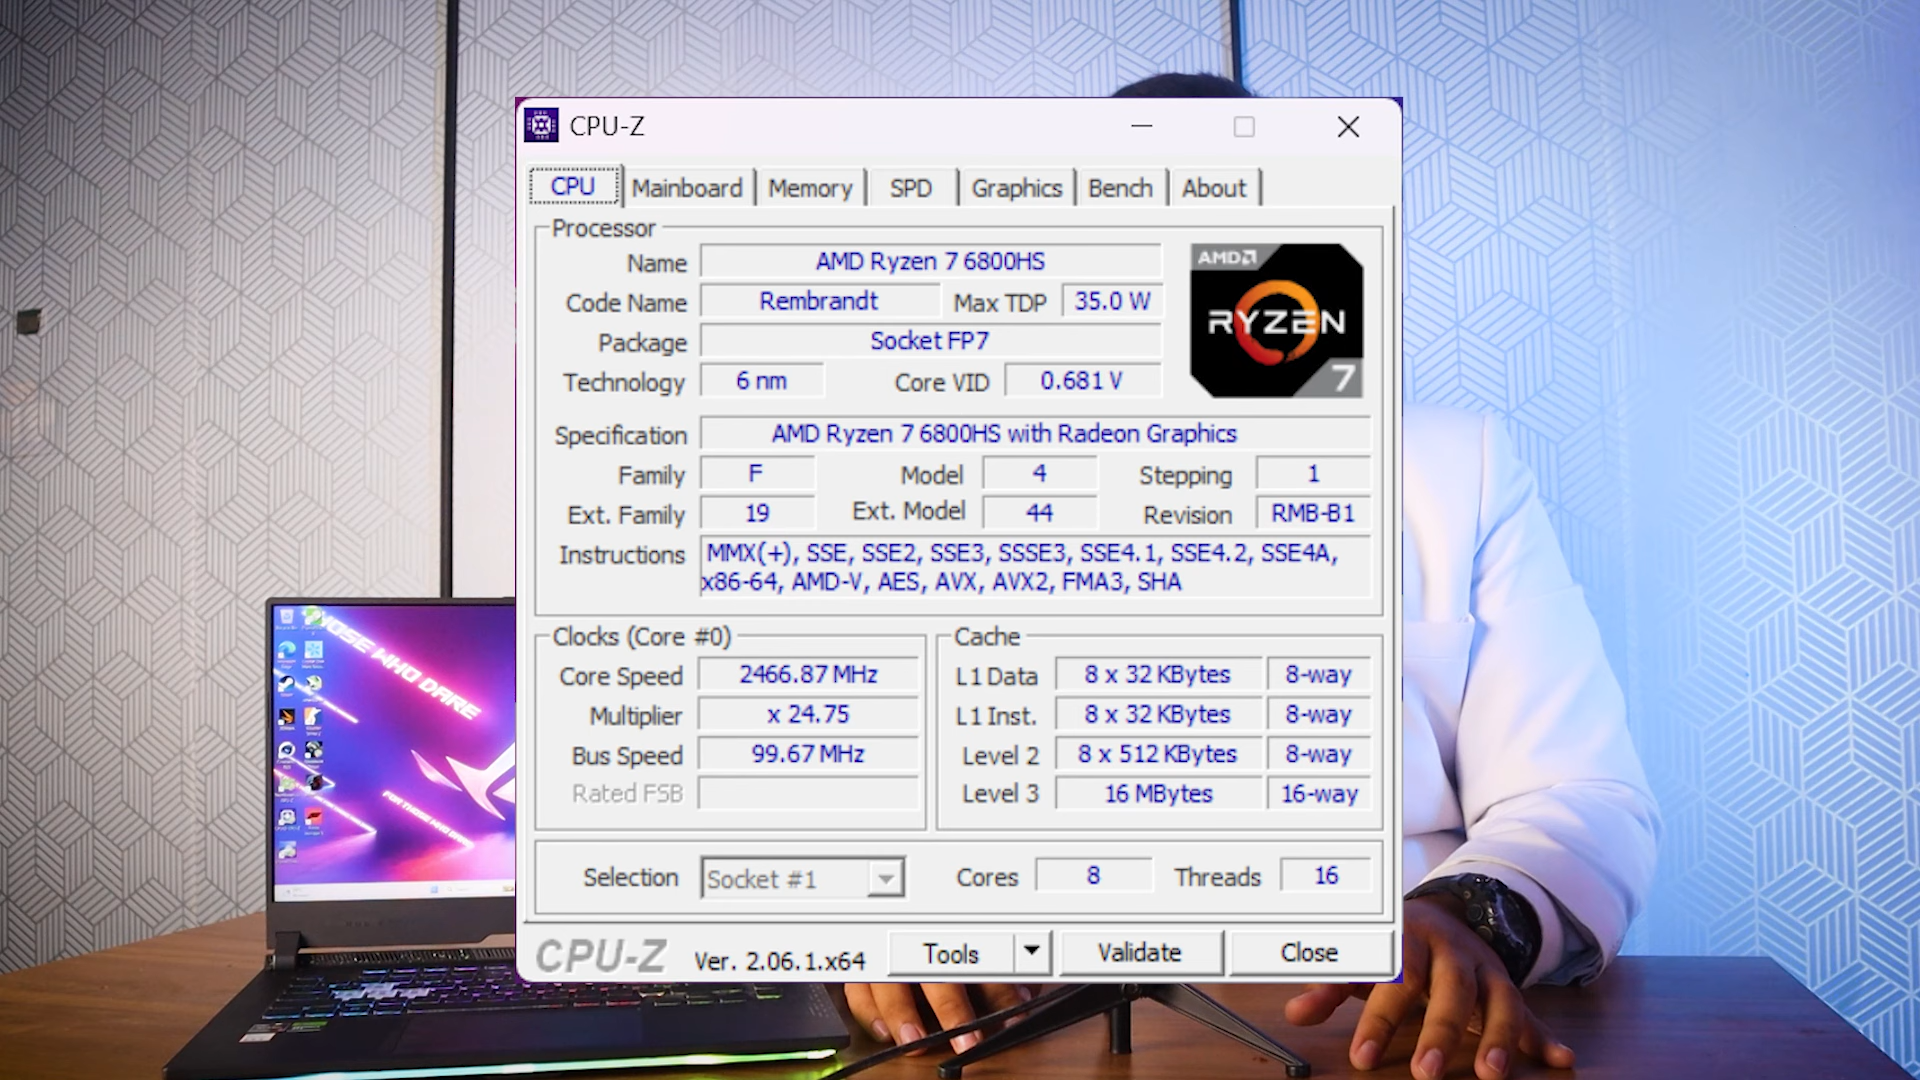 CPU-Z
CPU Mainboard Memory SPD Graphics Bench About
Processor
Name AMD Ryzen 7 6800HS
AMD
RYZEN
7
Code Name Rembrandt Max TDP 35.0 W
Package Socket FP7
Technology 6 nm Core VID 0.681 V
Specification AMD Ryzen 7 6800HS with Radeon Graphics
Family F Model 4 Stepping 1
Ext. Family 19 Ext. Model 44 Revision RMB-B1
Instructions MMX(+), SSE, SSE2, SSE3, SSSE3, SSE4.1, SSE4.2, SSE4A,
x86-64, AMD-V, AES, AVX, AVX2, FMA3, SHA
Clocks (Core #0)
Core Speed 2466.87 MHz
Multiplier x 24.75
Bus Speed 99.67 MHz
Rated FSB
Cache
L1 Data 8 x 32 KBytes 8-way
L1 Inst. 8 x 32 KBytes 8-way
Level 2 8 x 512 KBytes 8-way
Level 3 16 MBytes 16-way
Selection Socket #1 Cores 8 Threads 16
CPU-Z Ver. 2.06.1.x64 Tools Validate Close
WHO DARE